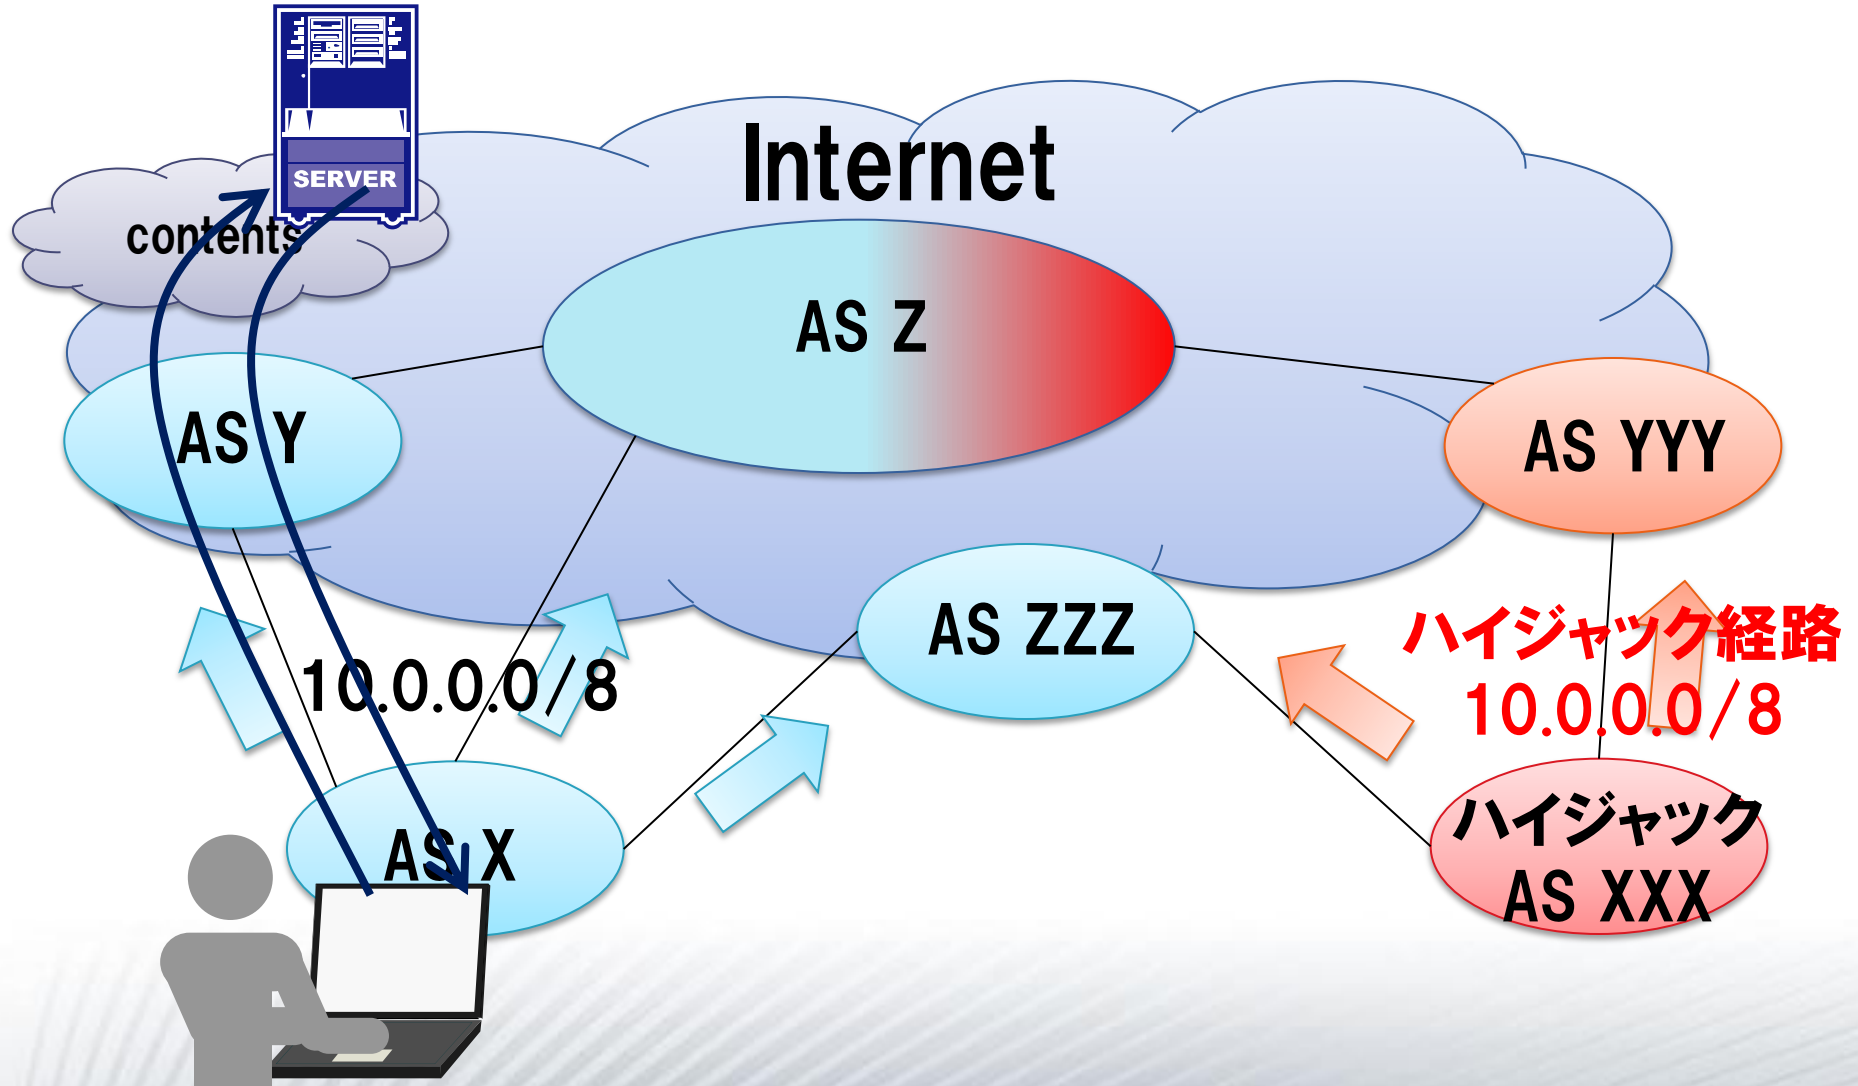 SERVER
Internet
contents
AS Z
AS Y
AS YYY
AS ZZZ
ハイジャック経路
10.0.0.0/8
10.0.0.0/8
AS X
ハイジャック
AS XXX